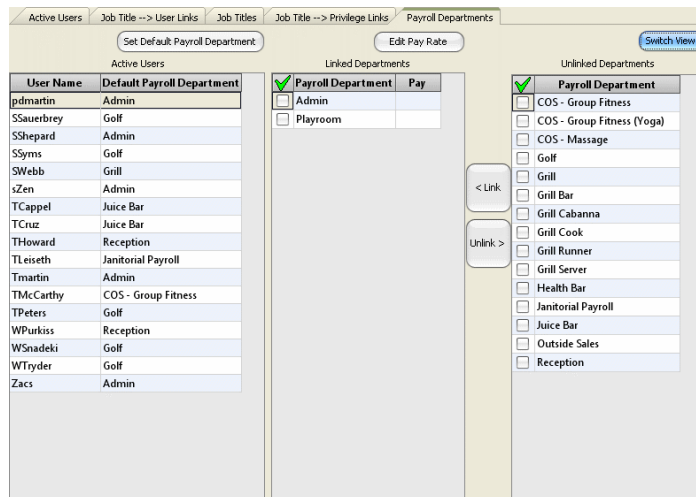 Active Users Job Title --> User Links Job Titles Job Title --> Privilege Links Payroll Departments
Set Default Payroll Department Edit Pay Rate Switch View
Active Users Linked Departments Unlinked Departments
User Name Default Payroll Department
pdmartin Admin
SSauerbrey Golf
SShepard Admin
SSyms Golf
SWebb Grill
sZen Admin
TCappel Juice Bar
TCruz Juice Bar
THoward Reception
TLeiseth Janitorial Payroll
Tmartin Admin
TMcCarthy COS - Group Fitness
TPeters Golf
WPurkiss Reception
WSnadeki Golf
WTryder Golf
Zacs Admin
Payroll Department Pay
Admin
Playroom
< Link
Unlink >
Payroll Department
COS - Group Fitness
COS - Group Fitness (Yoga)
COS - Massage
Golf
Grill
Grill Bar
Grill Cabanna
Grill Cook
Grill Runner
Grill Server
Health Bar
Janitorial Payroll
Juice Bar
Outside Sales
Reception